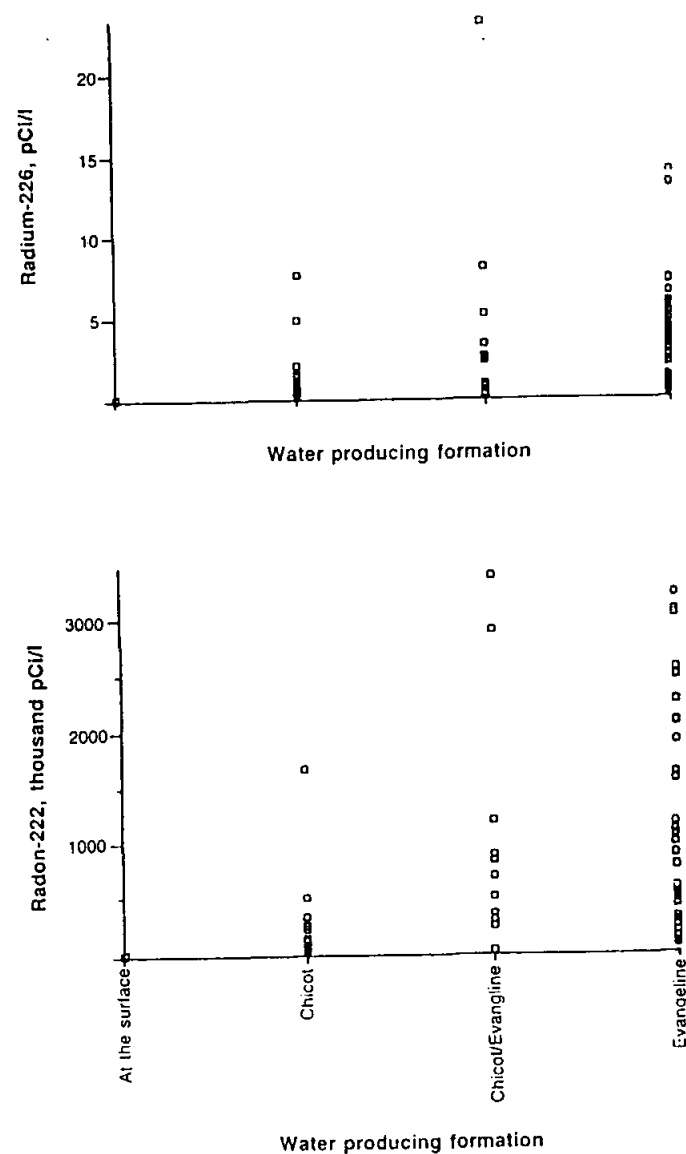 Radium-226, pCi/l
20
15
10
5
Water producing formation
Radon-222, thousand pCi/l
3000
2000
1000
At the surface
Chicot
Chicot/Evangline
Evangeline
Water producing formation